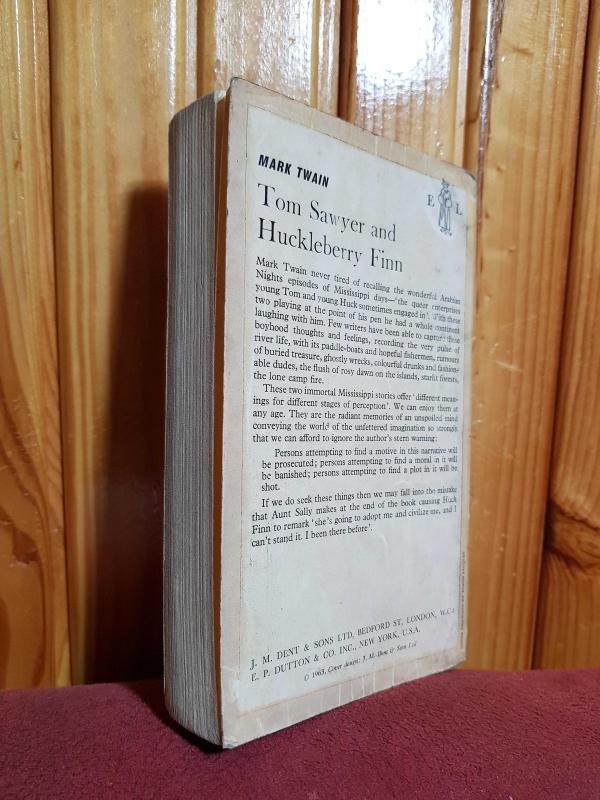 MARK TWAIN
E L
Tom Sawyer and
Huckleberry Finn
Mark Twain never tired of recalling the wonderful Arabian
Nights episodes of Mississippi days—'the queer enterprises
young Tom and young Huck sometimes engaged in'. With these
two playing at the point of his pen he had a whole continent
laughing with him. Few writers have been able to capture these
boyhood thoughts and feelings, recording the very pulse of
river life, with its paddle-boats and hopeful fishermen, rumours
of buried treasure, ghostly wrecks, colourful drunks and fashion-
able dudes, the flush of rosy dawn on the islands, starlit forests,
the lone camp fire.
These two immortal Mississippi stories offer 'different mean-
ings for different stages of perception'. We can enjoy them at
any age. They are the radiant memories of an unspoiled mind
conveying the world of the unfettered imagination so strongly
that we can afford to ignore the author's stern warning:
Persons attempting to find a motive in this narrative will
be prosecuted; persons attempting to find a moral in it will
be banished; persons attempting to find a plot in it will be
shot.
If we do seek these things then we may fall into the mistake
that Aunt Sally makes at the end of the book causing Huck
Finn to remark 'she's going to adopt me and civilize me, and I
can't stand it. I been there before'.
J. M. DENT & SONS LTD, BEDFORD ST, LONDON, W.C.2
E. P. DUTTON & CO. INC., NEW YORK, U.S.A.
© 1963, Cover design: J. M. Dent & Sons Ltd